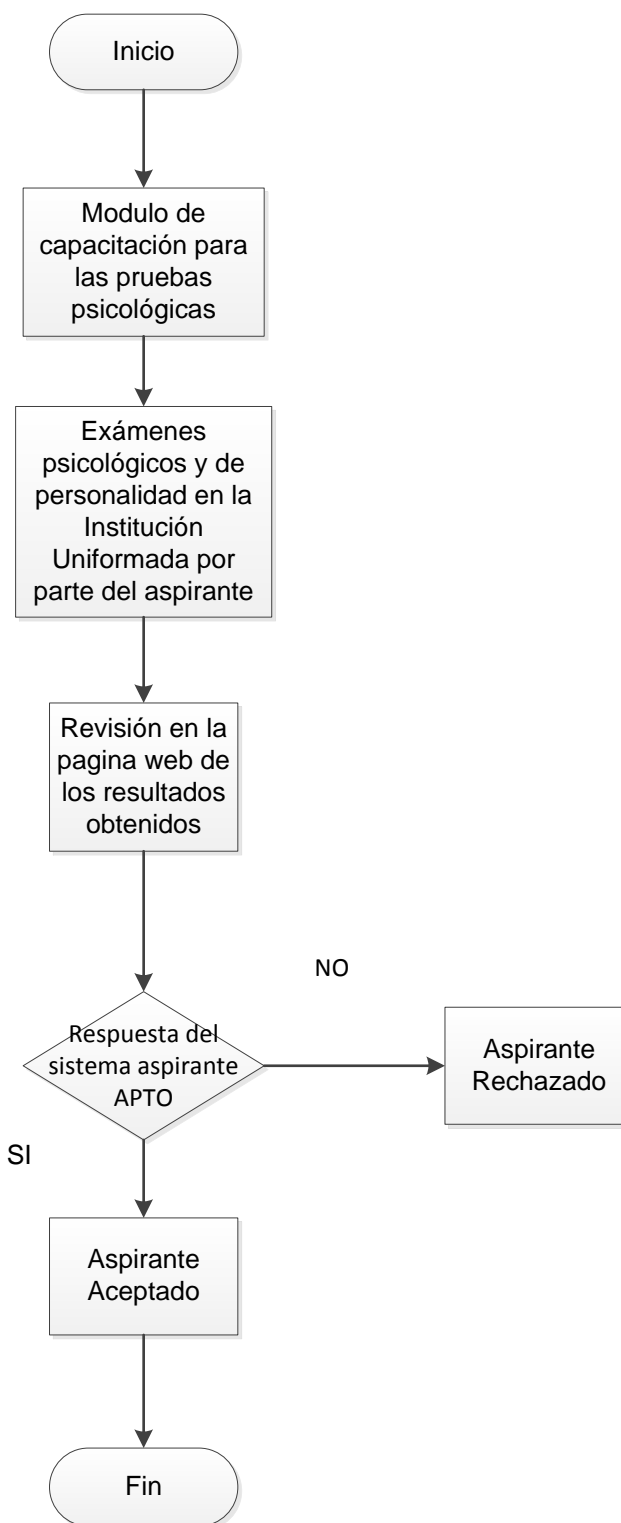 Inicio
Modulo de
capacitación para
las pruebas
psicológicas
Exámenes
psicológicos y de
personalidad en la
Institución
Uniformada por
parte del aspirante
Revisión en la
pagina web de
los resultados
obtenidos
NO
Respuesta del
sistema aspirante
APTO
Aspirante
Rechazado
SI
Aspirante
Aceptado
Fin